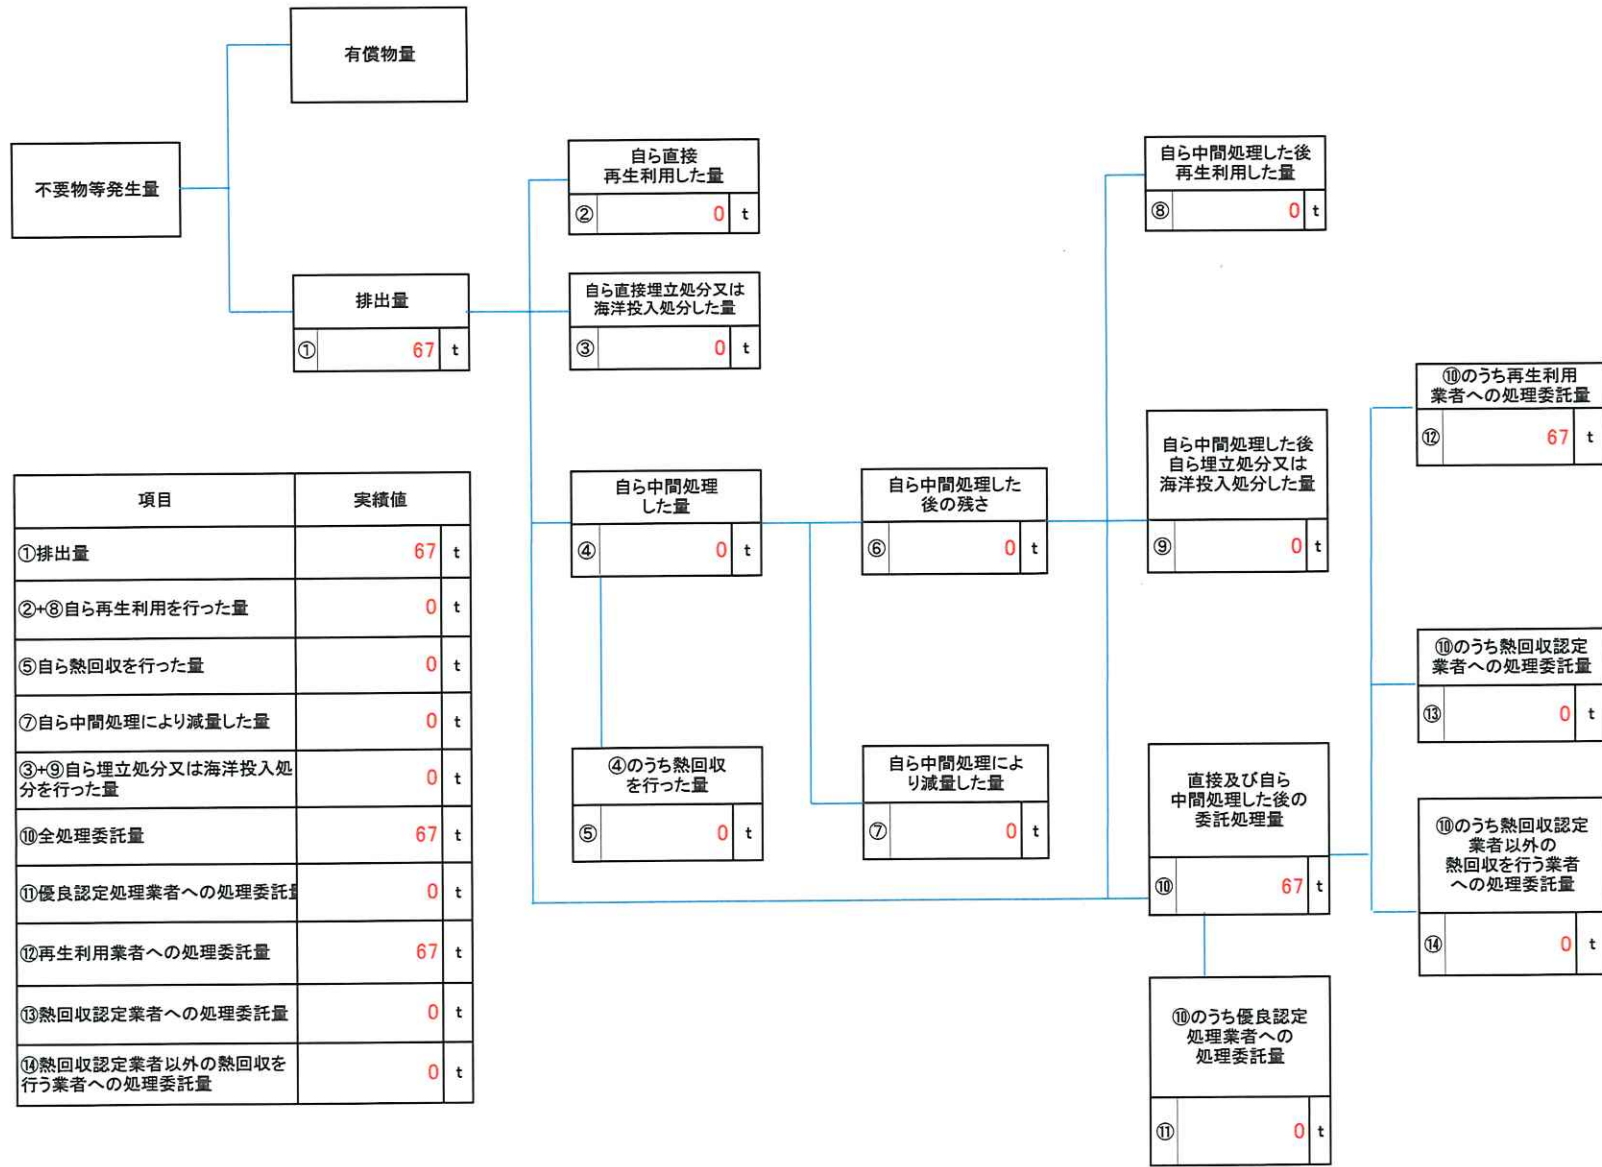 有償物量
不要物等発生量
排出量
① 67 t
自ら直接
再生利用した量
② 0 t
自ら直接埋立処分又は
海洋投入処分した量
③ 0 t
自ら中間処理
した量
④ 0 t
④のうち熱回収
を行った量
⑤ 0 t
自ら中間処理した
後の残さ
⑥ 0 t
自ら中間処理によ
り減量した量
⑦ 0 t
自ら中間処理した後
再生利用した量
⑧ 0 t
自ら中間処理した後
自ら埋立処分又は
海洋投入処分した量
⑨ 0 t
直接及び自ら
中間処理した後の
委託処理量
⑩ 67 t
⑩のうち優良認定
処理業者への
処理委託量
⑪ 0 t
⑩のうち再生利用
業者への処理委託量
⑫ 67 t
⑩のうち熱回収認定
業者への処理委託量
⑬ 0 t
⑩のうち熱回収認定
業者以外の
熱回収を行う業者
への処理委託量
⑭ 0 t
項目 実績値
①排出量 67 t
②+⑧自ら再生利用を行った量 0 t
⑤自ら熱回収を行った量 0 t
⑦自ら中間処理により減量した量 0 t
③+⑨自ら埋立処分又は海洋投入処
分を行った量 0 t
⑩全処理委託量 67 t
⑪優良認定処理業者への処理委託量 0 t
⑫再生利用業者への処理委託量 67 t
⑬熱回収認定業者への処理委託量 0 t
⑭熱回収認定業者以外の熱回収を
行う業者への処理委託量 0 t